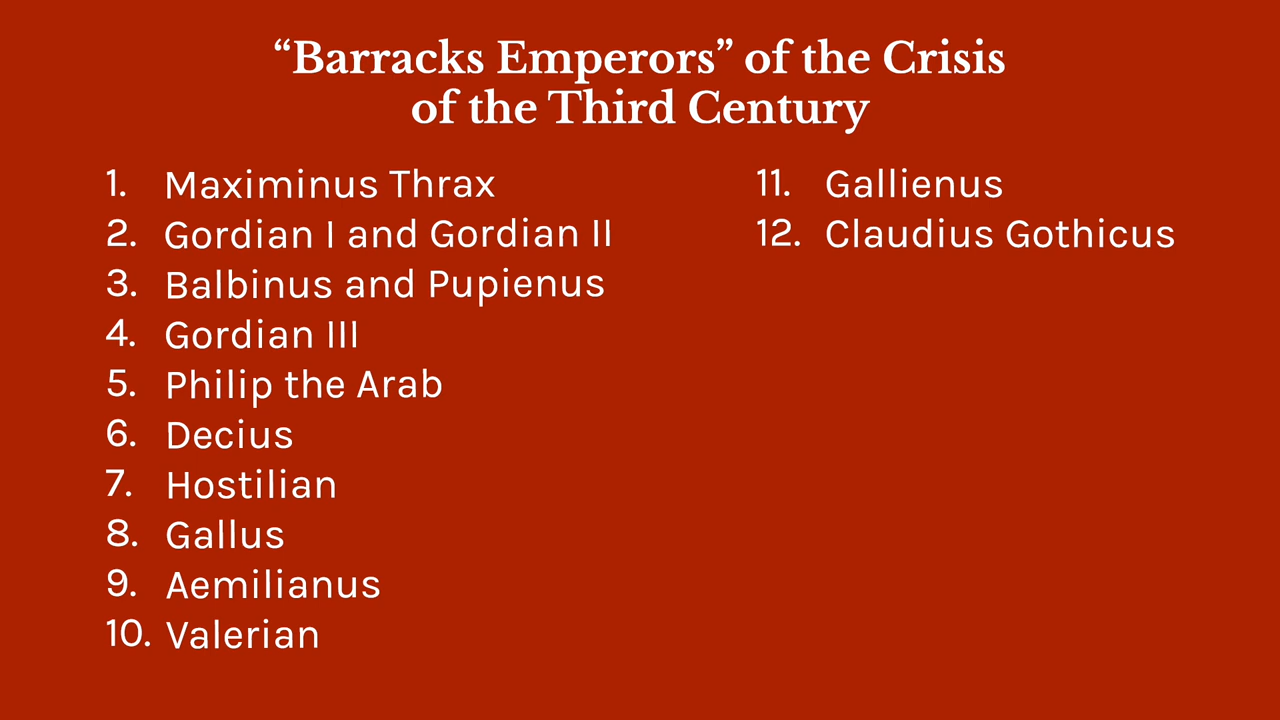 “Barracks Emperors” of the Crisis
of the Third Century
1. Maximinus Thrax
2. Gordian I and Gordian II
3. Balbinus and Pupienus
4. Gordian III
5. Philip the Arab
6. Decius
7. Hostilian
8. Gallus
9. Aemilianus
10. Valerian
11. Gallienus
12. Claudius Gothicus